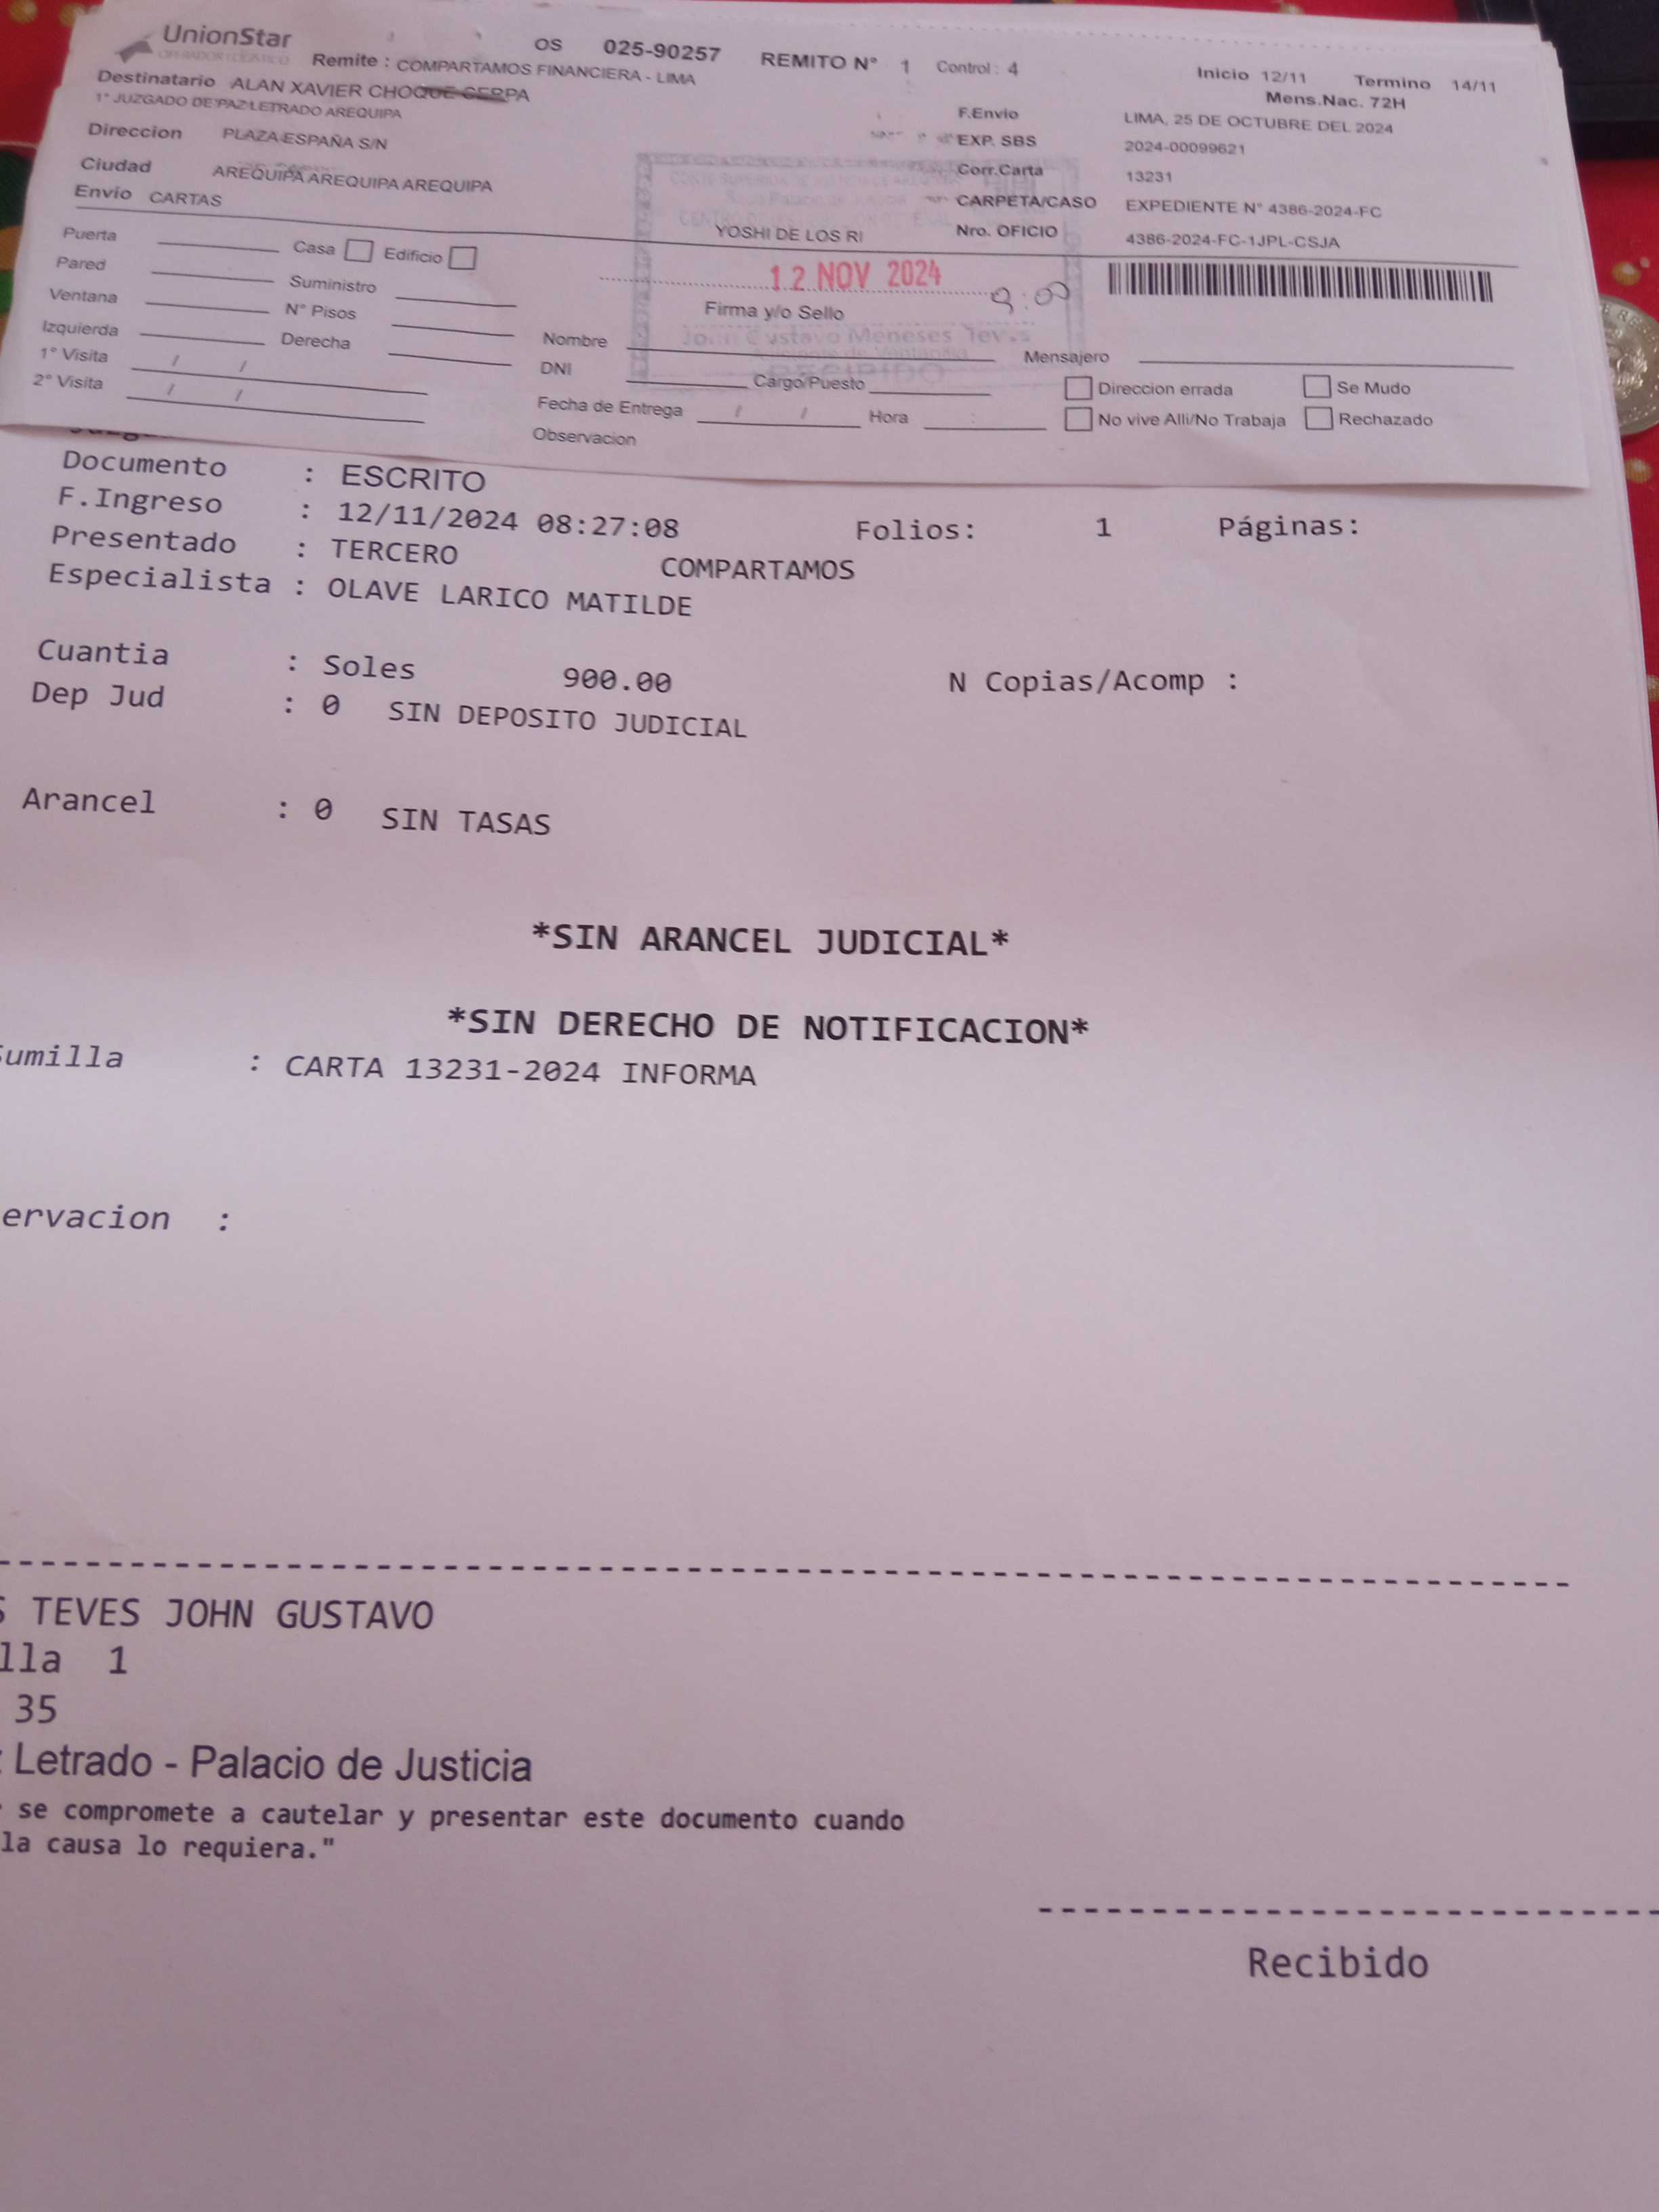 UnionStar
OS 025-90257 REMITO N° 1 Control : 4 Inicio 12/11 Termino 14/11
Remite : COMPARTAMOS FINANCIERA - LIMA Mens.Nac. 72H
Destinatario ALAN XAVIER CHOQUE CERPA
1° JUZGADO DE PAZ LETRADO AREQUIPA
F.Envio LIMA, 25 DE OCTUBRE DEL 2024
Direccion PLAZA ESPAÑA S/N
EXP. SBS 2024-00099621
Ciudad AREQUIPA AREQUIPA AREQUIPA
Corr.Carta 13231
Envio CARTAS
CARPETA/CASO EXPEDIENTE N° 4386-2024-FC
YOSHI DE LOS RI
Nro. OFICIO 4386-2024-FC-1JPL-CSJA
Puerta Casa Edificio
12 NOV 2024 9:00
Pared Suministro
Firma y/o Sello
Ventana N° Pisos
John Gustavo Meneses Teves
Izquierda Derecha Nombre Mensajero
RECIBIDO
1° Visita / / DNI Cargo/Puesto Direccion errada Se Mudo
2° Visita / / Fecha de Entrega / / Hora : No vive Alli/No Trabaja Rechazado
Observacion
Documento : ESCRITO
F.Ingreso : 12/11/2024 08:27:08 Folios: 1 Páginas:
Presentado : TERCERO COMPARTAMOS
Especialista : OLAVE LARICO MATILDE
Cuantia : Soles 900.00 N Copias/Acomp :
Dep Jud : 0 SIN DEPOSITO JUDICIAL
Arancel : 0 SIN TASAS
*SIN ARANCEL JUDICIAL*
*SIN DERECHO DE NOTIFICACION*
Sumilla : CARTA 13231-2024 INFORMA
ervacion :
S TEVES JOHN GUSTAVO
lla 1
35
Letrado - Palacio de Justicia
se compromete a cautelar y presentar este documento cuando
la causa lo requiera."
Recibido